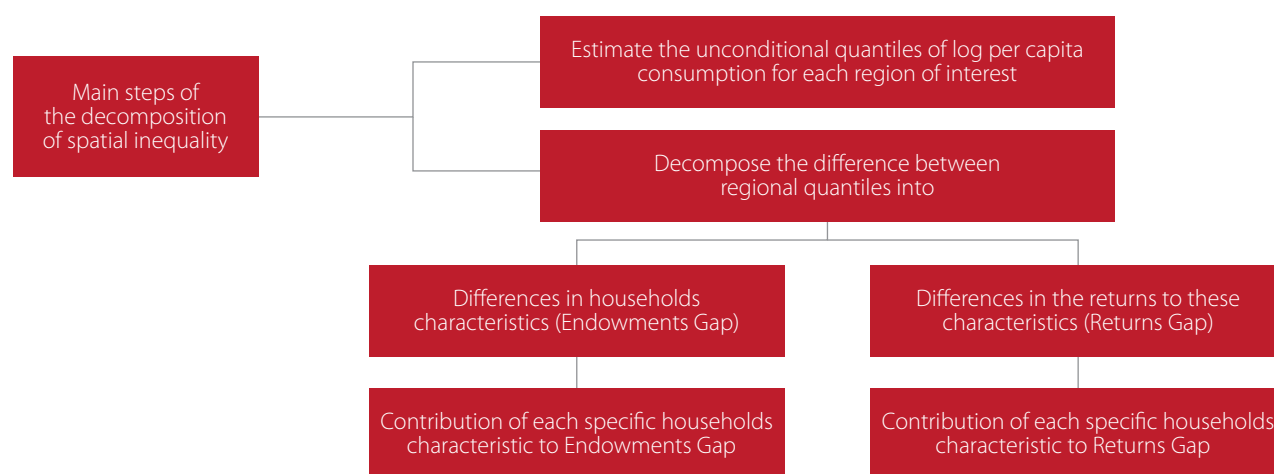 Main steps of
the decomposition
of spatial inequality
Estimate the unconditional quantiles of log per capita
consumption for each region of interest
Decompose the difference between
regional quantiles into
Differences in households
characteristics (Endowments Gap)
Differences in the returns to these
characteristics (Returns Gap)
Contribution of each specific households
characteristic to Endowments Gap
Contribution of each specific households
characteristic to Returns Gap